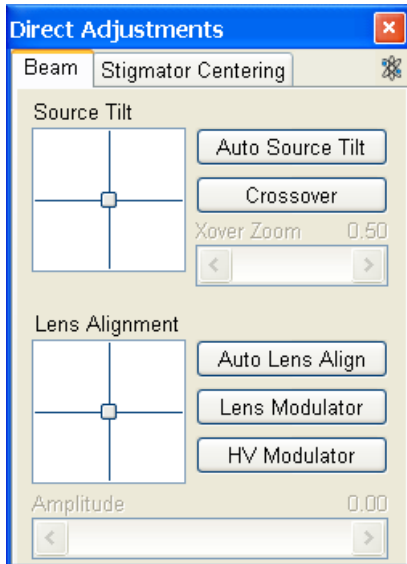 Direct Adjustments
Beam
Stigmator Centering
Source Tilt
Auto Source Tilt
Crossover
Xover Zoom 0.50
Lens Alignment
Auto Lens Align
Lens Modulator
HV Modulator
Amplitude 0.00